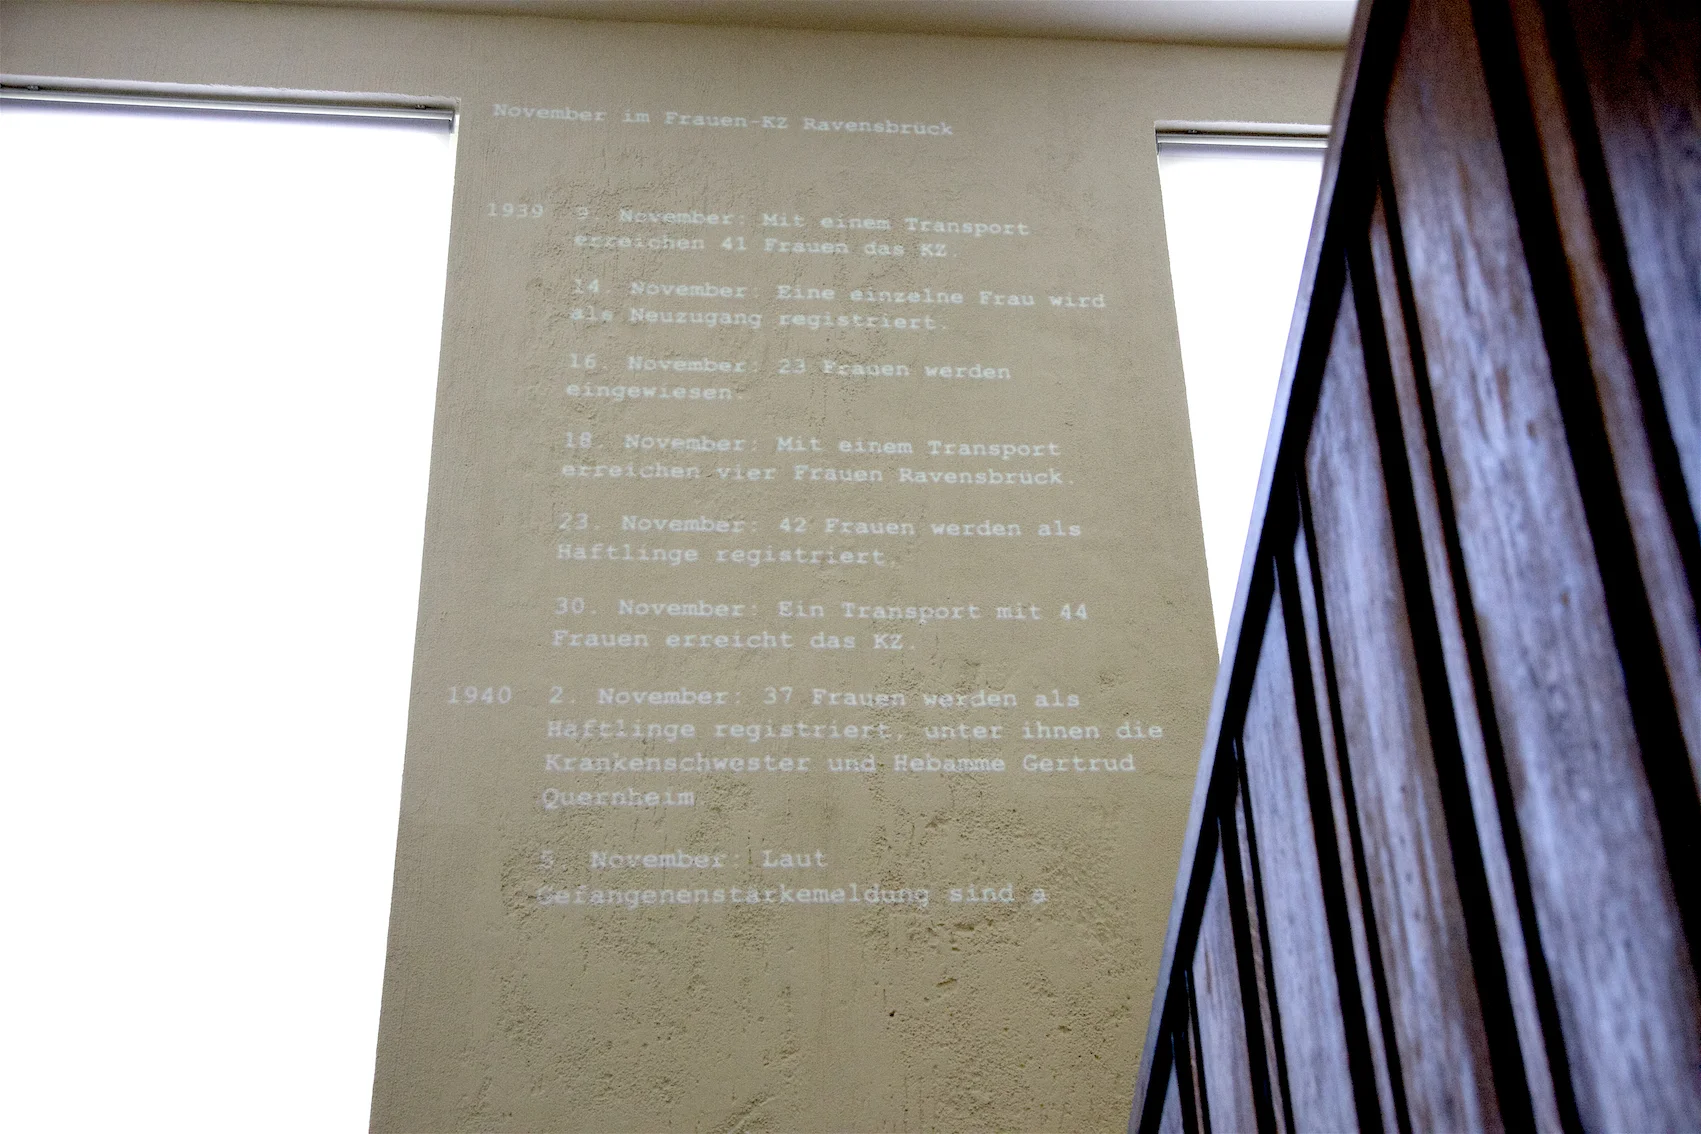 November im Frauen-KZ Ravensbrück
1939 9. November: Mit einem Transport
erreichen 41 Frauen das KZ.
14. November: Eine einzelne Frau wird
als Neuzugang registriert.
16. November: 23 Frauen werden
eingewiesen.
18. November: Mit einem Transport
erreichen vier Frauen Ravensbrück.
23. November: 42 Frauen werden als
Häftlinge registriert.
30. November: Ein Transport mit 44
Frauen erreicht das KZ.
1940 2. November: 37 Frauen werden als
Häftlinge registriert, unter ihnen die
Krankenschwester und Hebamme Gertrud
Quernheim.
5. November: Laut
Gefangenenstärkemeldung sind a